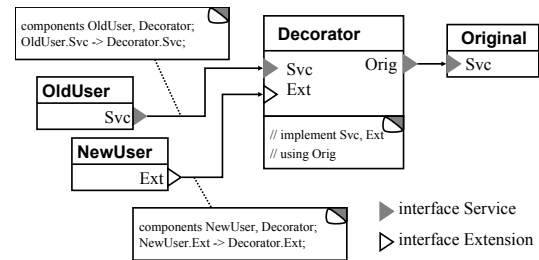 components OldUser, Decorator;
OldUser.Svc -> Decorator.Svc;
Decorator
Svc
Orig
Ext
// implement Svc, Ext
// using Orig
Original
Svc
OldUser
Svc
NewUser
Ext
components NewUser, Decorator;
NewUser.Ext -> Decorator.Ext;
interface Service
interface Extension